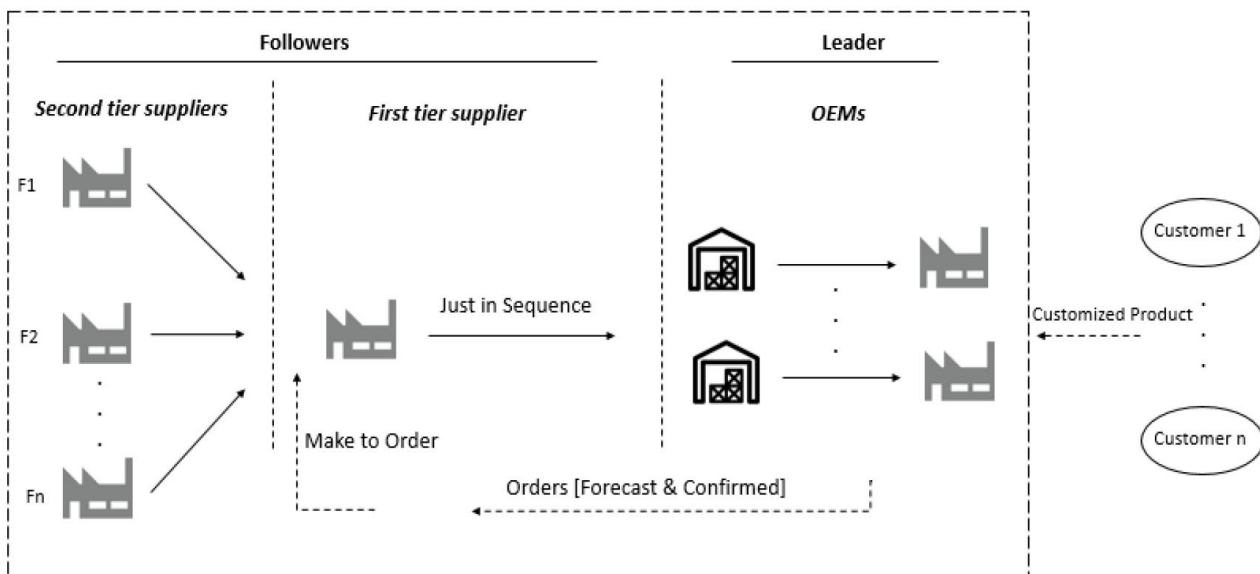 Followers
Leader
Second tier suppliers
First tier supplier
OEMs
F1
Customer 1
Just in Sequence
Customized Product
F2
Make to Order
Customer n
Orders [Forecast & Confirmed]
Fn